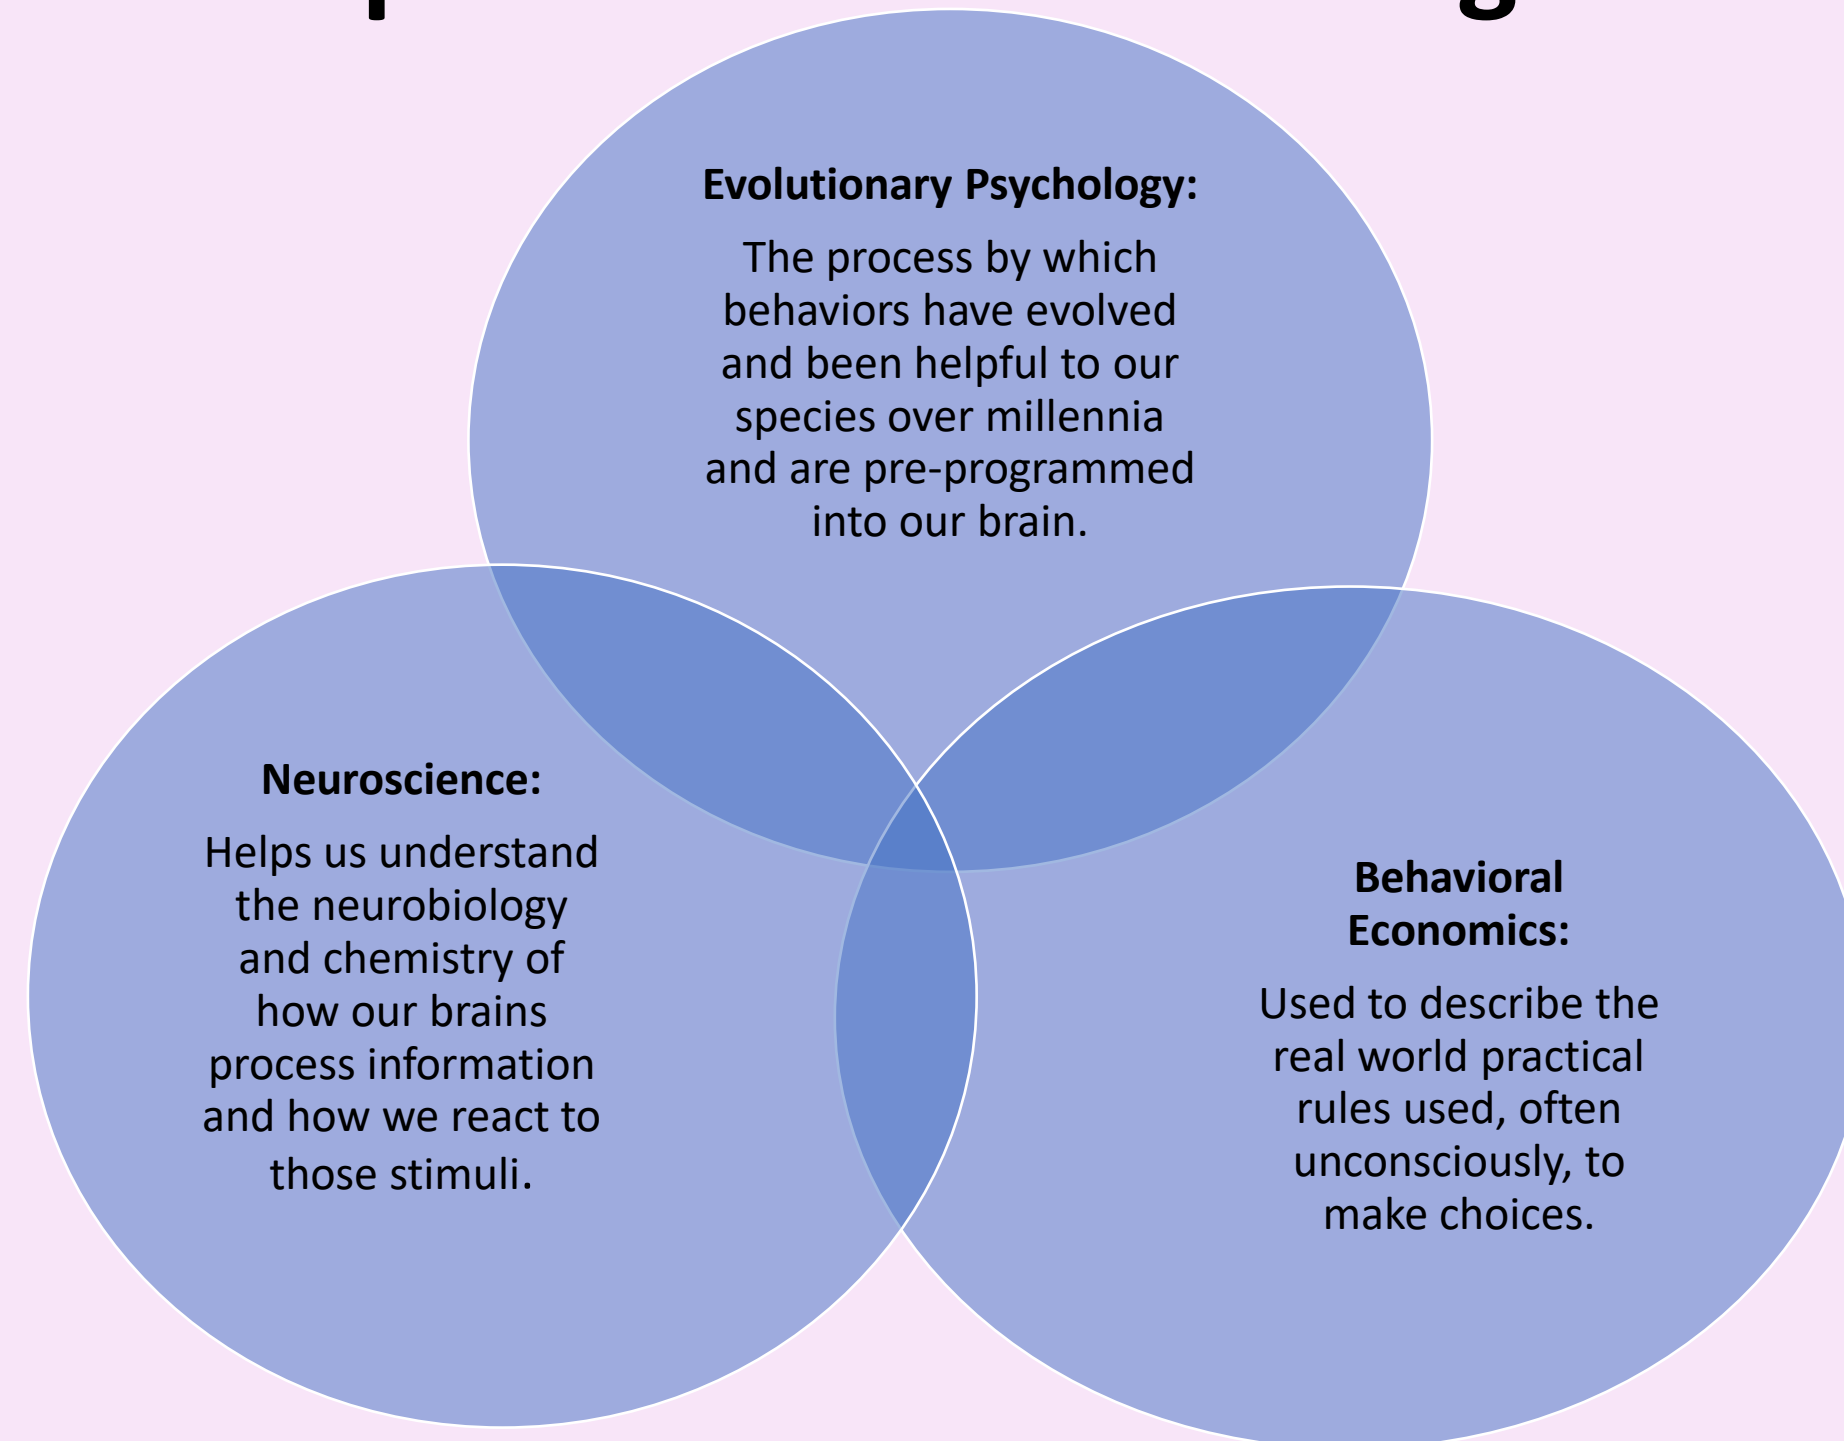 Evolutionary Psychology:
The process by which
behaviors have evolved
and been helpful to our
species over millennia
and are pre-programmed
into our brain.
Neuroscience:
Helps us understand
the neurobiology
and chemistry of
how our brains
process information
and how we react to
those stimuli.
Behavioral
Economics:
Used to describe the
real world practical
rules used, often
unconsciously, to
make choices.